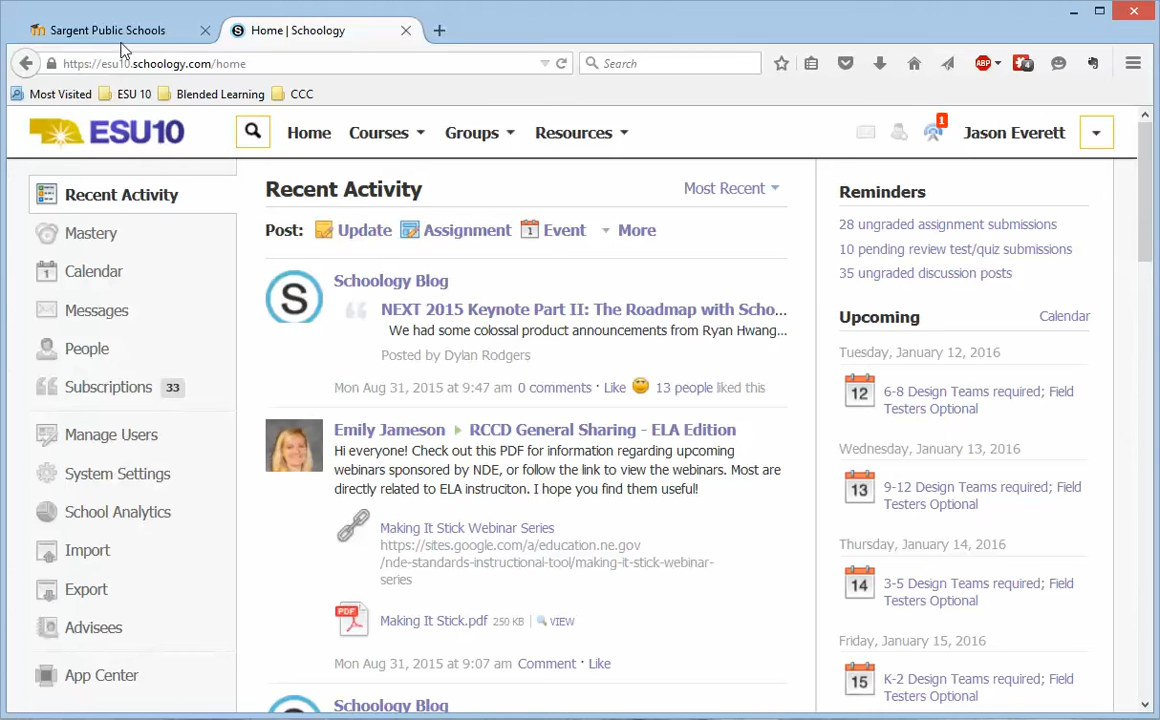 Sargent Public Schools
Home | Schoology
https://esu10.schoology.com/home
Search
ABP
4
Most Visited ESU 10 Blended Learning CCC
ESU10 Home Courses Groups Resources 1 Jason Everett
Recent Activity
Mastery
Calendar
Messages
People
Subscriptions 33
Manage Users
System Settings
School Analytics
Import
Export
Advisees
App Center
Recent Activity Most Recent
Post: Update Assignment 1 Event More
S
Schoology Blog
NEXT 2015 Keynote Part II: The Roadmap with Scho...
We had some colossal product announcements from Ryan Hwang...
Posted by Dylan Rodgers
Mon Aug 31, 2015 at 9:47 am 0 comments · Like 13 people liked this
Emily Jameson RCCD General Sharing - ELA Edition
Hi everyone! Check out this PDF for information regarding upcoming
webinars sponsored by NDE, or follow the link to view the webinars. Most are
directly related to ELA instruciton. I hope you find them useful!
Making It Stick Webinar Series
https://sites.google.com/a/education.ne.gov
/nde-standards-instructional-tool/making-it-stick-webinar-
series
PDF Making It Stick.pdf 250 KB | VIEW
Mon Aug 31, 2015 at 9:07 am Comment · Like
Schoology Blog
Reminders
28 ungraded assignment submissions
10 pending review test/quiz submissions
35 ungraded discussion posts
Upcoming Calendar
Tuesday, January 12, 2016
12 6-8 Design Teams required; Field
Testers Optional
Wednesday, January 13, 2016
13 9-12 Design Teams required; Field
Testers Optional
Thursday, January 14, 2016
14 3-5 Design Teams required; Field
Testers Optional
Friday, January 15, 2016
15 K-2 Design Teams required; Field
Testers Optional